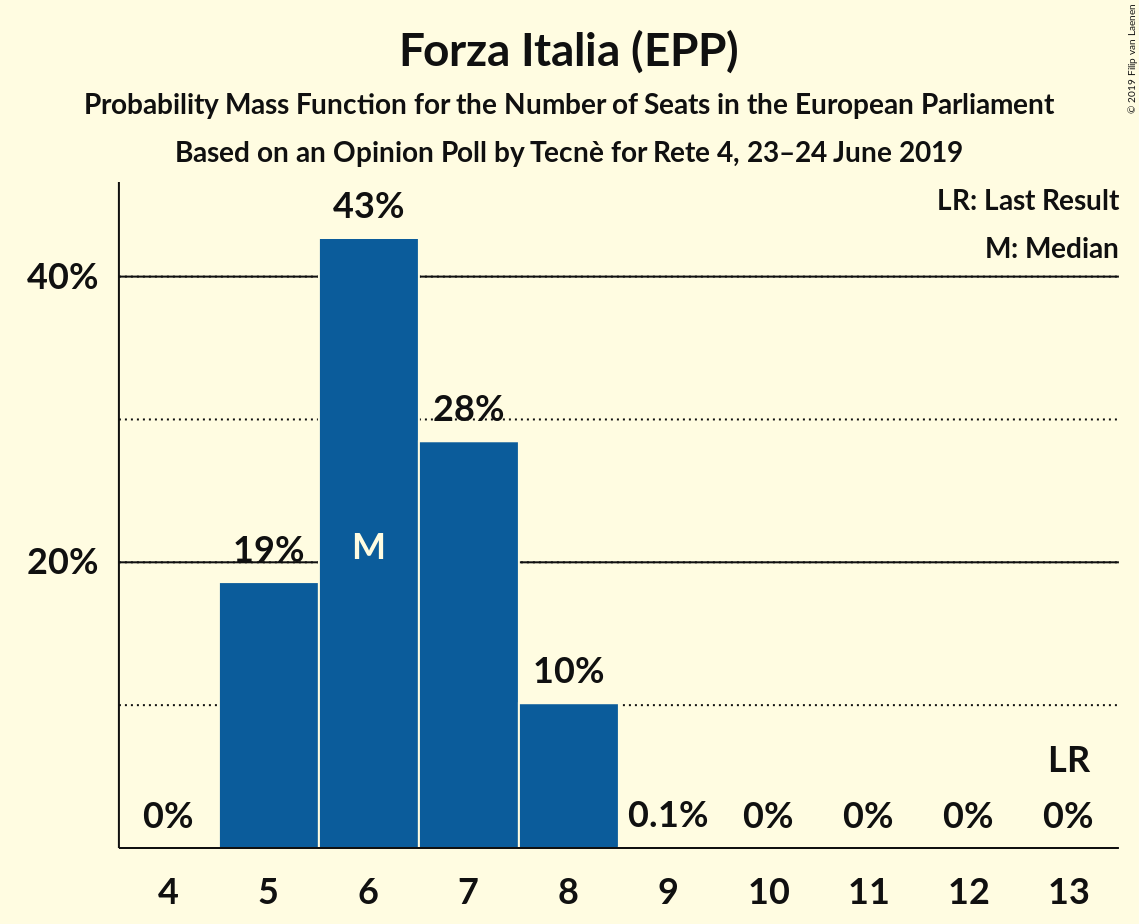 Forza Italia (EPP)
Probability Mass Function for the Number of Seats in the European Parliament
Based on an Opinion Poll by Tecnè for Rete 4, 23–24 June 2019
© 2019 Filip van Laenen
LR: Last Result
M: Median
40%
20%
0%
19%
43%
M
28%
10%
0.1%
0%
0%
0%
LR
0%
4 5 6 7 8 9 10 11 12 13